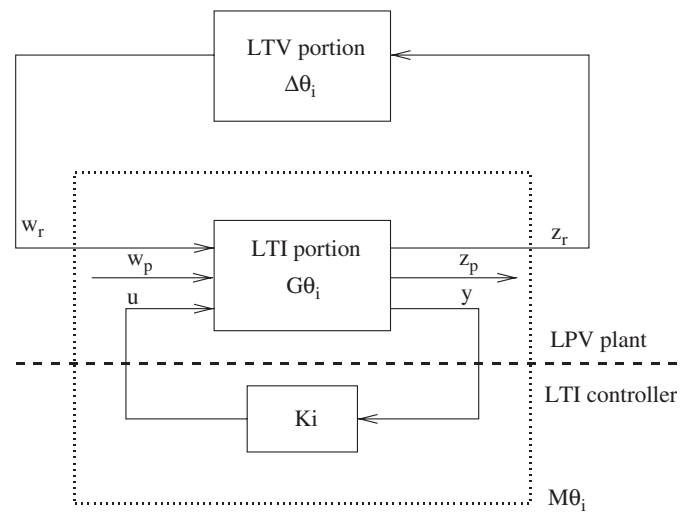 LTV portion
Δθi
wr
zr
LTI portion
Gθi
wp
zp
u
y
LPV plant
LTI controller
Ki
Mθi